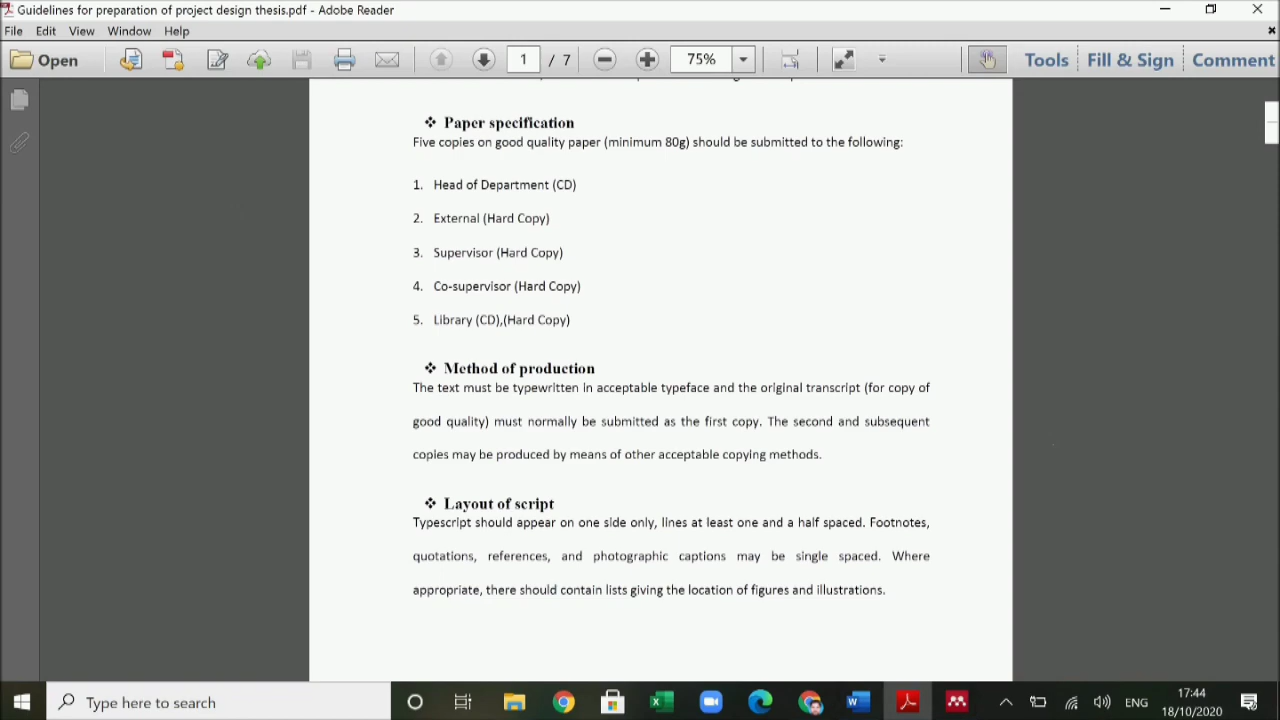 Guidelines for preparation of project design thesis.pdf - Adobe Reader
File Edit View Window Help
Open 1 / 7 75% Tools Fill & Sign Comment
❖ Paper specification
Five copies on good quality paper (minimum 80g) should be submitted to the following:
1. Head of Department (CD)
2. External (Hard Copy)
3. Supervisor (Hard Copy)
4. Co-supervisor (Hard Copy)
5. Library (CD),(Hard Copy)
❖ Method of production
The text must be typewritten in acceptable typeface and the original transcript (for copy of
good quality) must normally be submitted as the first copy. The second and subsequent
copies may be produced by means of other acceptable copying methods.
❖ Layout of script
Typescript should appear on one side only, lines at least one and a half spaced. Footnotes,
quotations, references, and photographic captions may be single spaced. Where
appropriate, there should contain lists giving the location of figures and illustrations.
Type here to search
ENG
17:44
18/10/2020